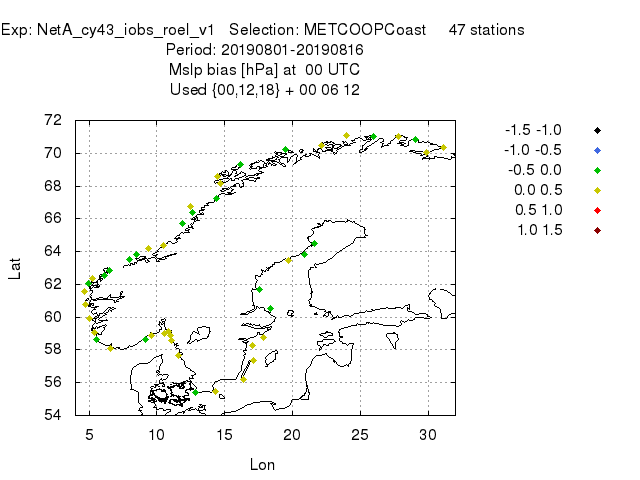 Exp: NetA_cy43_iobs_roel_v1 Selection: METCOOPCoast 47 stations
Period: 20190801-20190816
Mslp bias [hPa] at 00 UTC
Used {00,12,18} + 00 06 12
72
70
68
66
64
62
60
58
56
54
Lat
5 10 15 20 25 30
Lon
-1.5 -1.0
-1.0 -0.5
-0.5 0.0
0.0 0.5
0.5 1.0
1.0 1.5